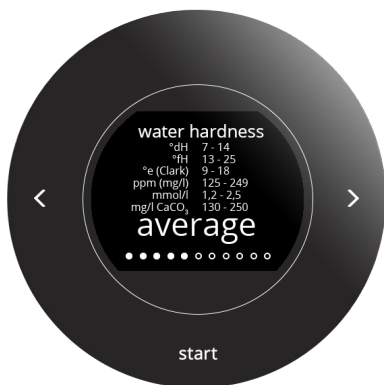 water hardness
°dH 7 - 14
°fH 13 - 25
°e (Clark) 9 - 18
ppm (mg/l) 125 - 249
mmol/l 1,2 - 2,5
mg/l CaCO₃ 130 - 250
average
start